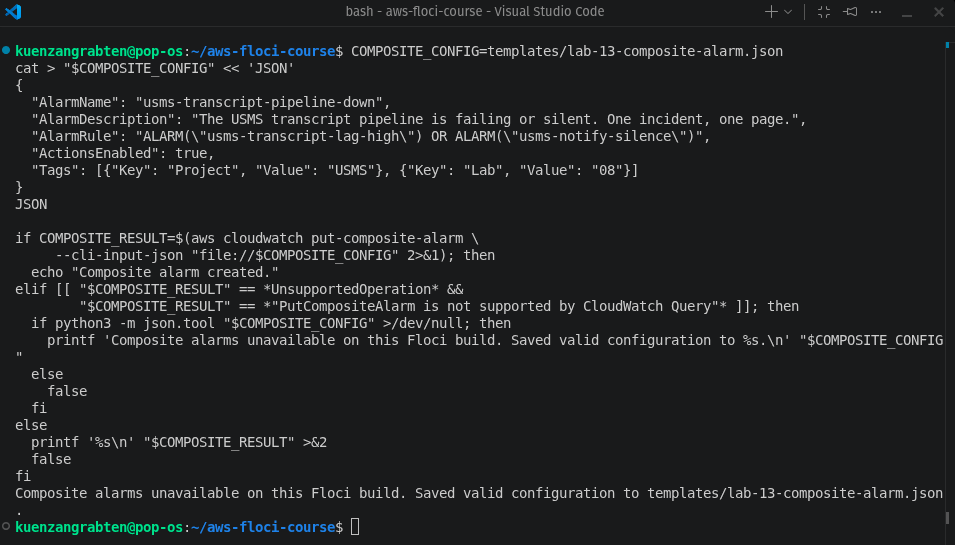 bash - aws-floci-course - Visual Studio Code
kuenzangrabten@pop-os:~/aws-floci-course$ COMPOSITE_CONFIG=templates/lab-13-composite-alarm.json
cat > "$COMPOSITE_CONFIG" << 'JSON'
{
  "AlarmName": "usms-transcript-pipeline-down",
  "AlarmDescription": "The USMS transcript pipeline is failing or silent. One incident, one page.",
  "AlarmRule": "ALARM(\"usms-transcript-lag-high\") OR ALARM(\"usms-notify-silence\")",
  "ActionsEnabled": true,
  "Tags": [{"Key": "Project", "Value": "USMS"}, {"Key": "Lab", "Value": "08"}]
}
JSON

if COMPOSITE_RESULT=$(aws cloudwatch put-composite-alarm \
     --cli-input-json "file://$COMPOSITE_CONFIG" 2>&1); then
  echo "Composite alarm created."
elif [[ "$COMPOSITE_RESULT" == *UnsupportedOperation* &&
        "$COMPOSITE_RESULT" == *"PutCompositeAlarm is not supported by CloudWatch Query"* ]]; then
  if python3 -m json.tool "$COMPOSITE_CONFIG" >/dev/null; then
    printf 'Composite alarms unavailable on this Floci build. Saved valid configuration to %s.\n' "$COMPOSITE_CONFIG
"
  else
    false
  fi
else
  printf '%s\n' "$COMPOSITE_RESULT" >&2
  false
fi
Composite alarms unavailable on this Floci build. Saved valid configuration to templates/lab-13-composite-alarm.json
.
kuenzangrabten@pop-os:~/aws-floci-course$